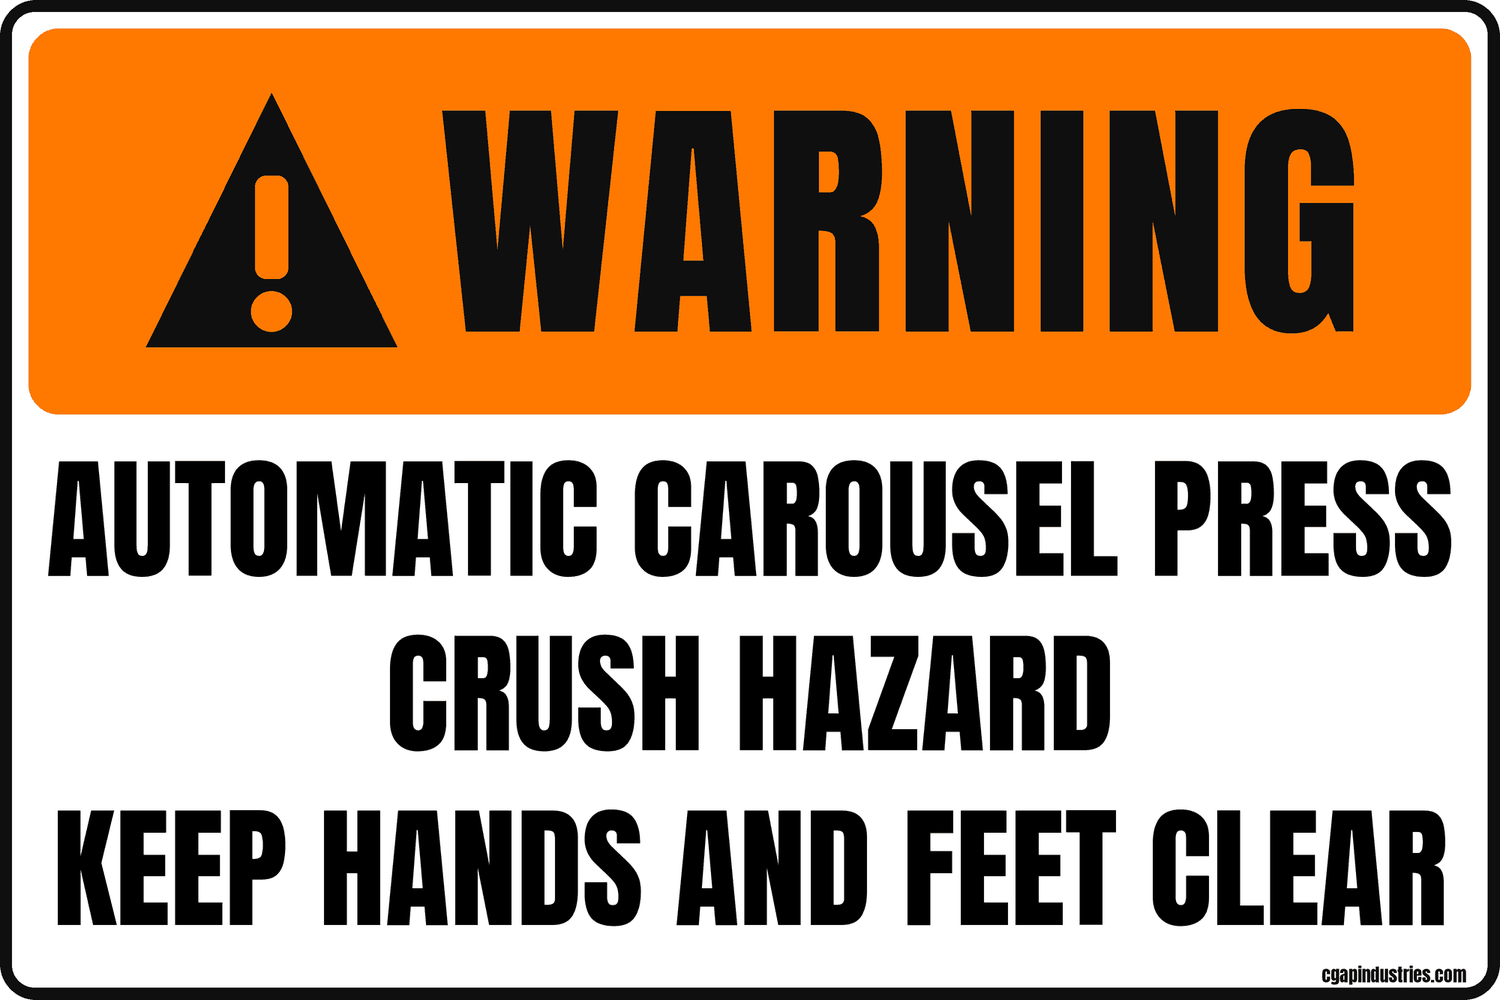 WARNING
AUTOMATIC CAROUSEL PRESS
CRUSH HAZARD
KEEP HANDS AND FEET CLEAR
cgapindustries.com